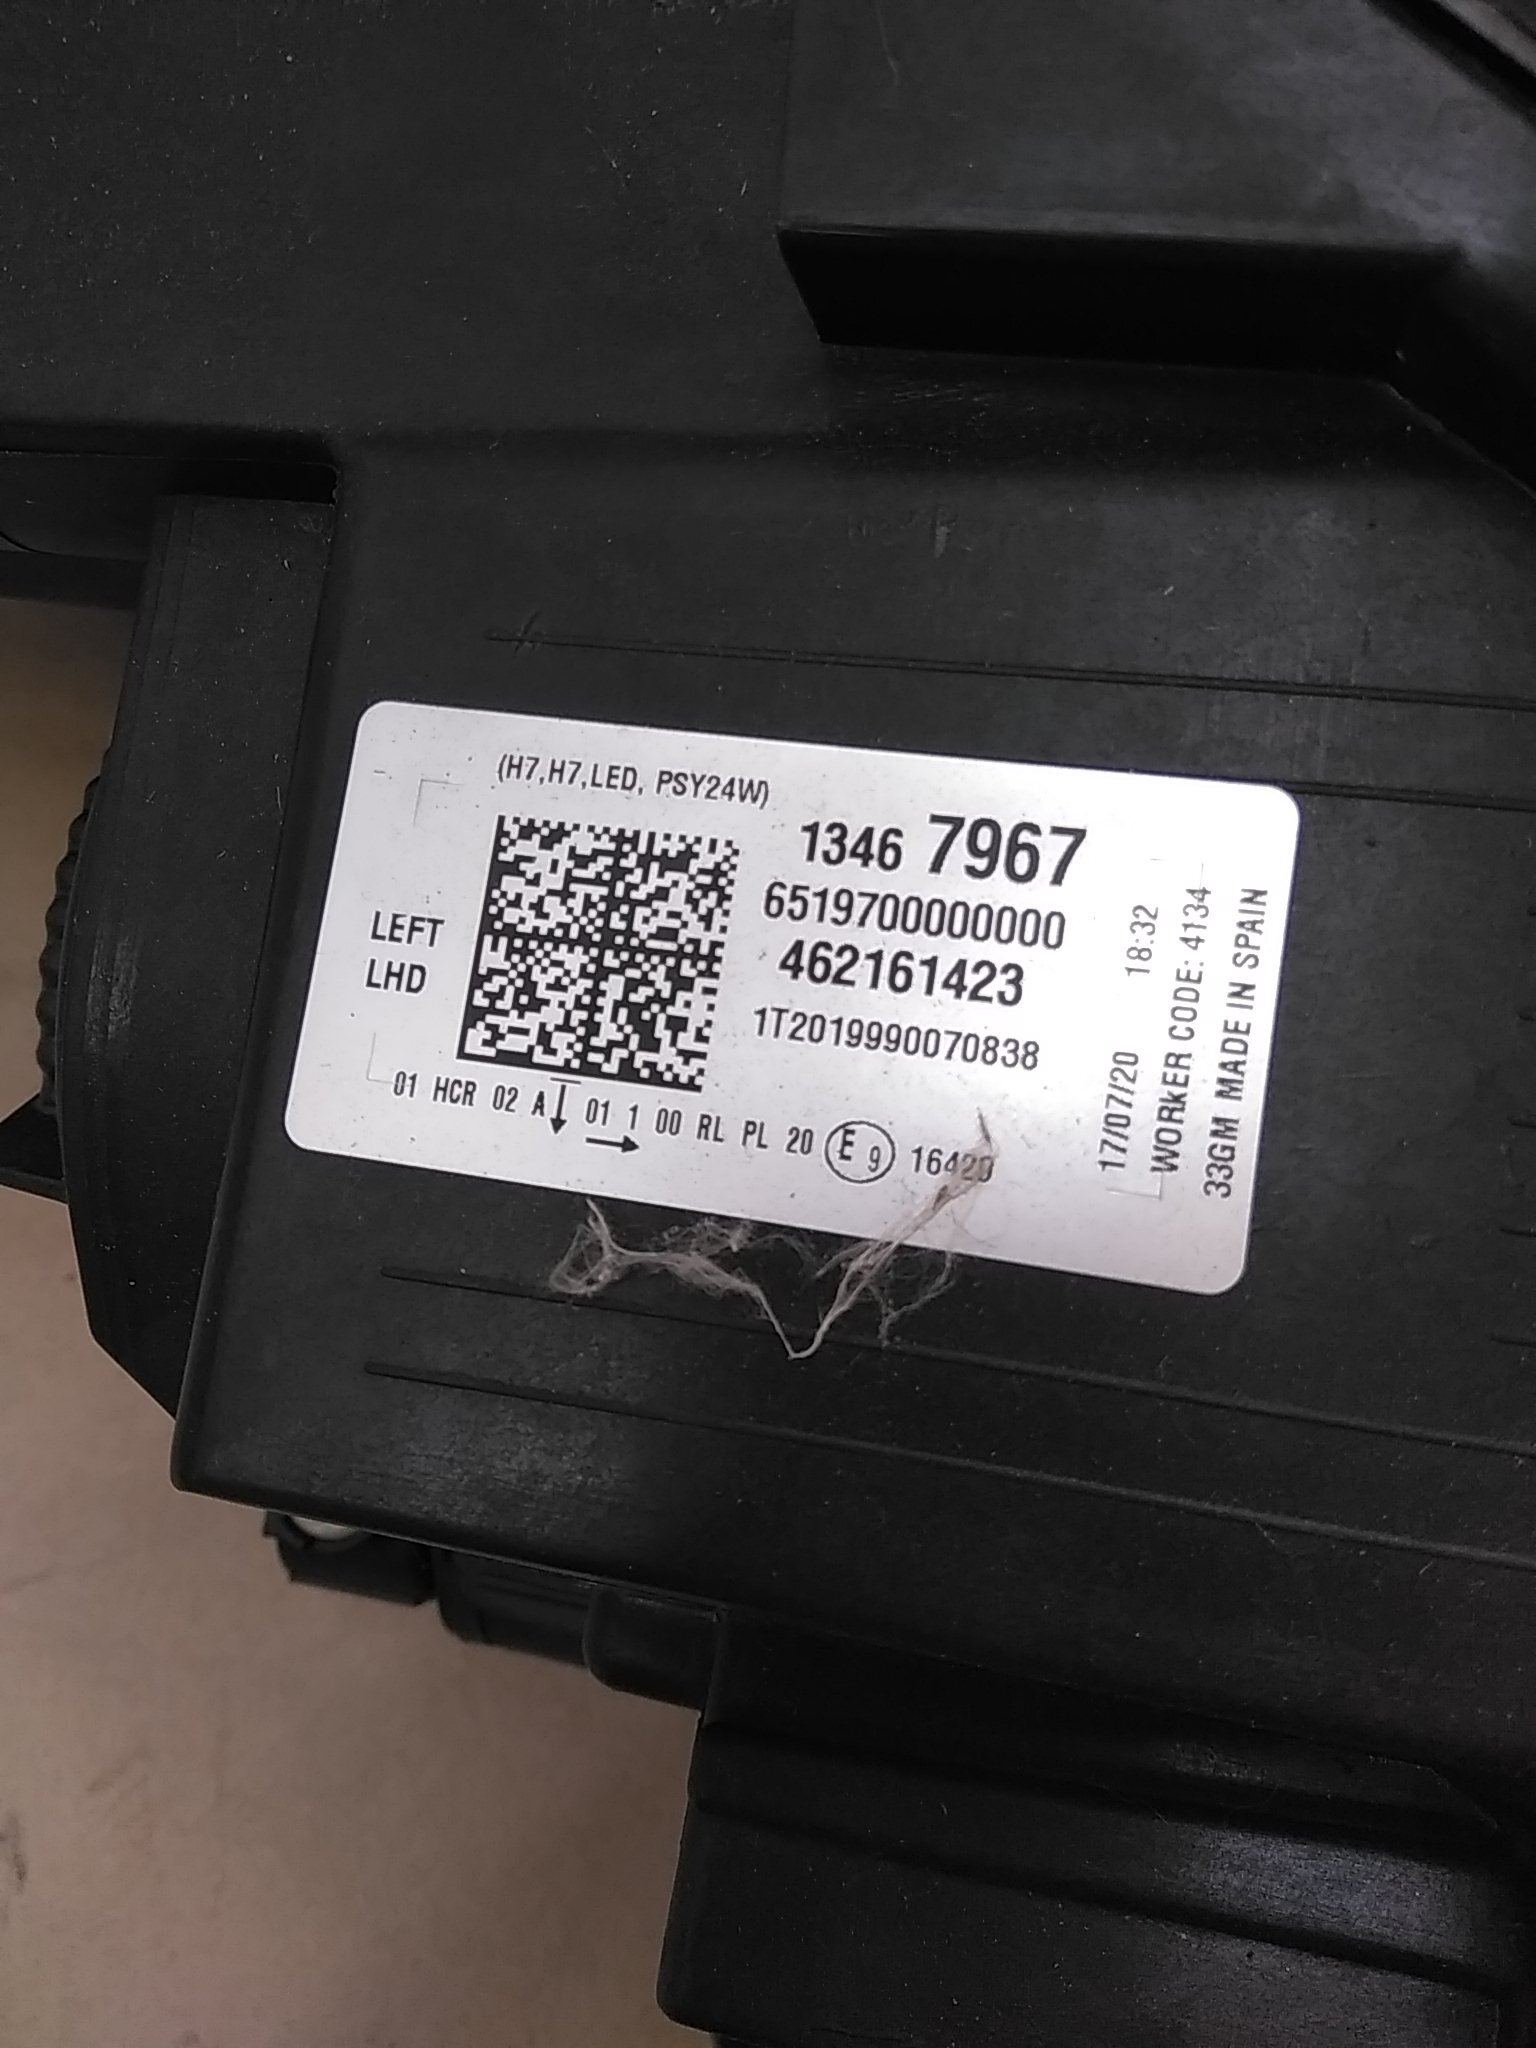 (H7,H7,LED, PSY24W)
1346 7967
6519700000000
462161423
1T2019990070838
LEFT
LHD
01 HCR 02 A 01 1 00 RL PL 20 E 9 16420
17/07/20 18:32
WORKER CODE: 4134
33GM MADE IN SPAIN